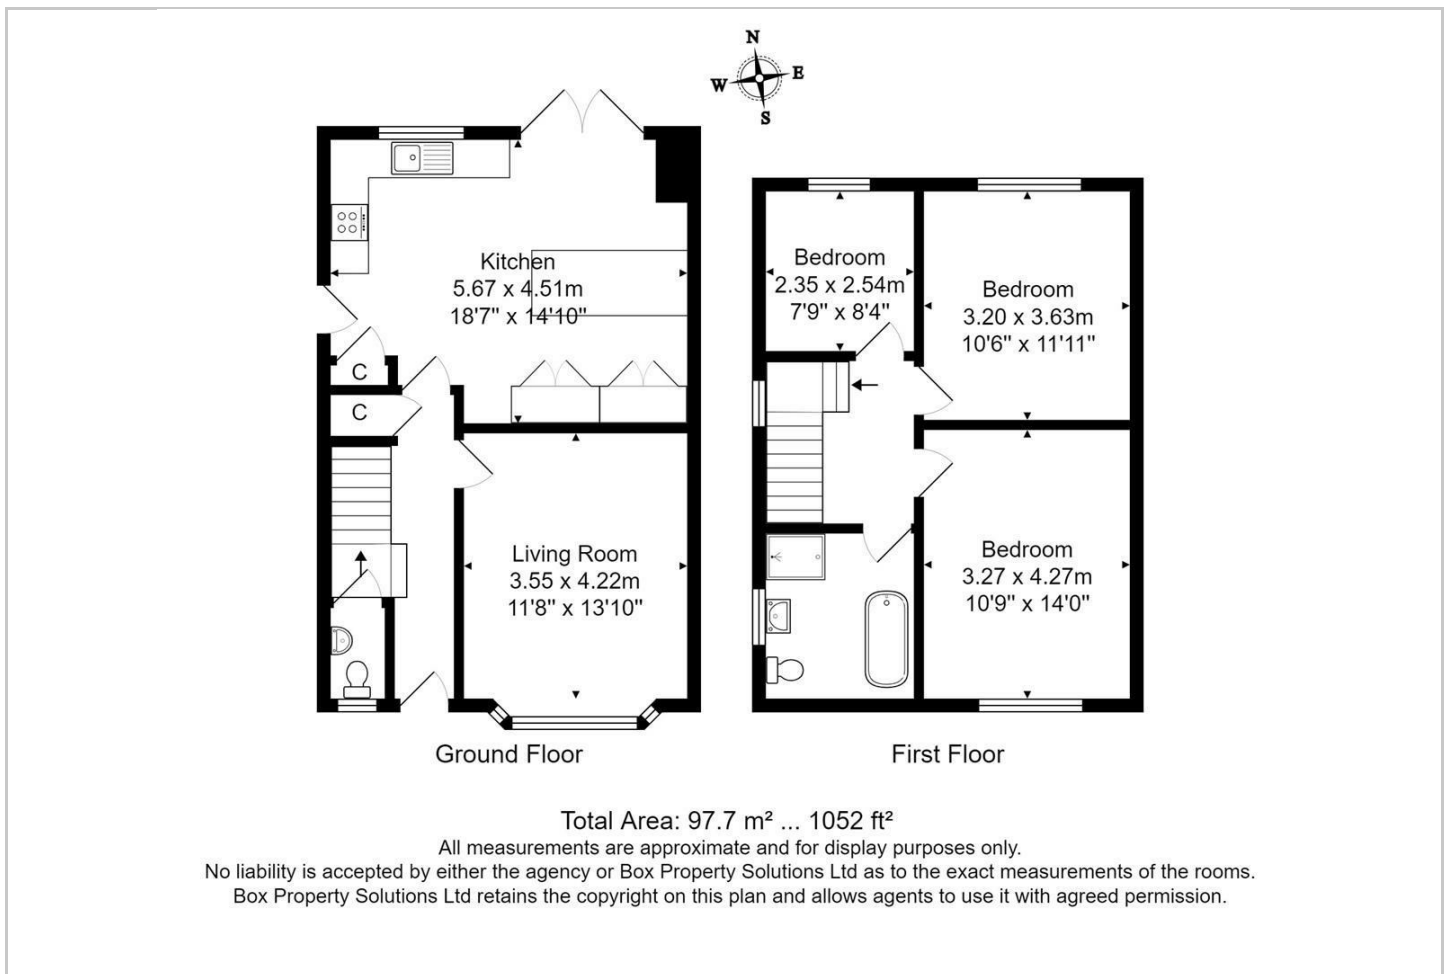 N
W E
S
Kitchen
5.67 x 4.51m
18'7" x 14'10"
C
C
Living Room
3.55 x 4.22m
11'8" x 13'10"
Ground Floor
Bedroom
2.35 x 2.54m
7'9" x 8'4"
Bedroom
3.20 x 3.63m
10'6" x 11'11"
Bedroom
3.27 x 4.27m
10'9" x 14'0"
First Floor
Total Area: 97.7 m² ... 1052 ft²
All measurements are approximate and for display purposes only.
No liability is accepted by either the agency or Box Property Solutions Ltd as to the exact measurements of the rooms.
Box Property Solutions Ltd retains the copyright on this plan and allows agents to use it with agreed permission.